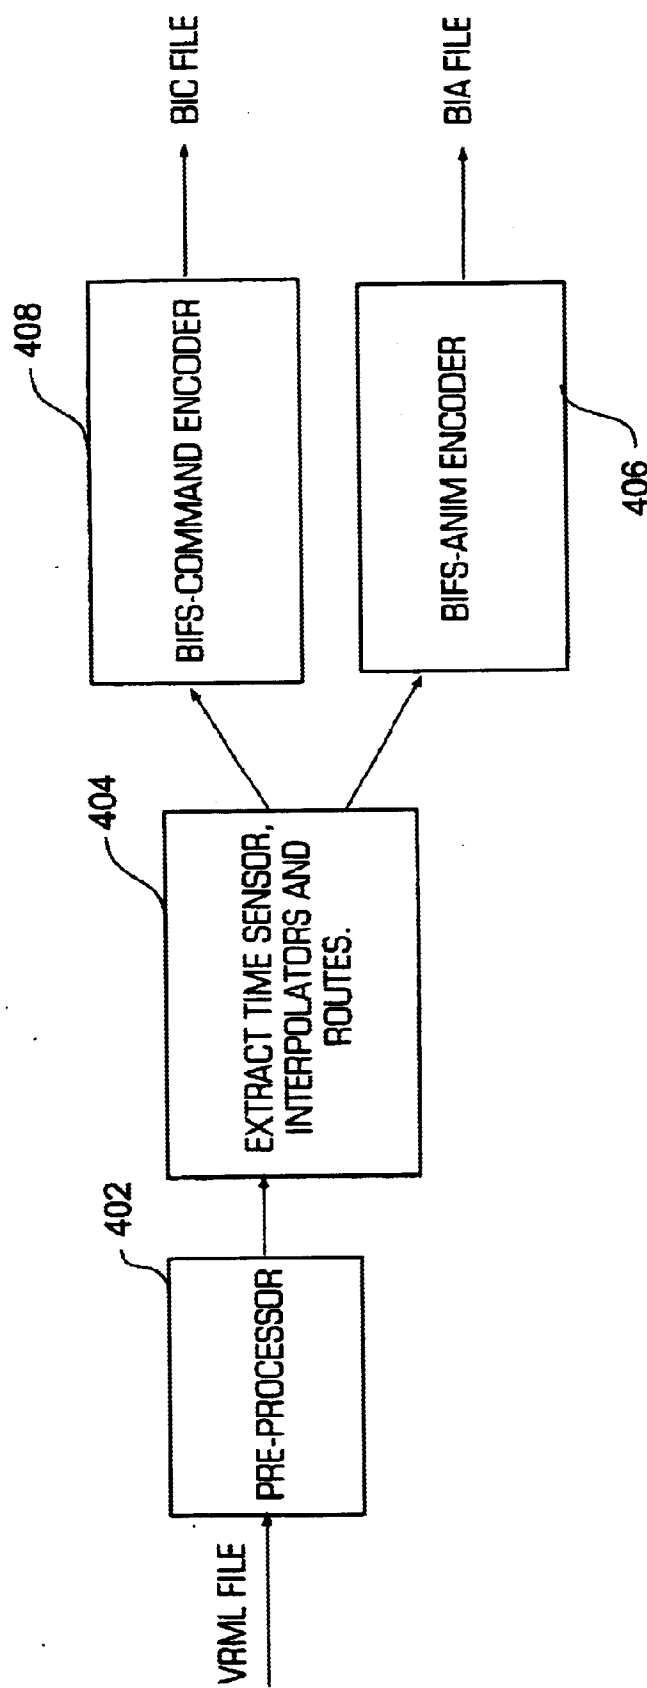 VRML FILE
402
PRE-PROCESSOR
404
EXTRACT TIME SENSOR,
INTERPOLATORS AND
ROUTES.
408
BIFS-COMMAND ENCODER
BIC FILE
BIFS-ANIM ENCODER
406
BIA FILE